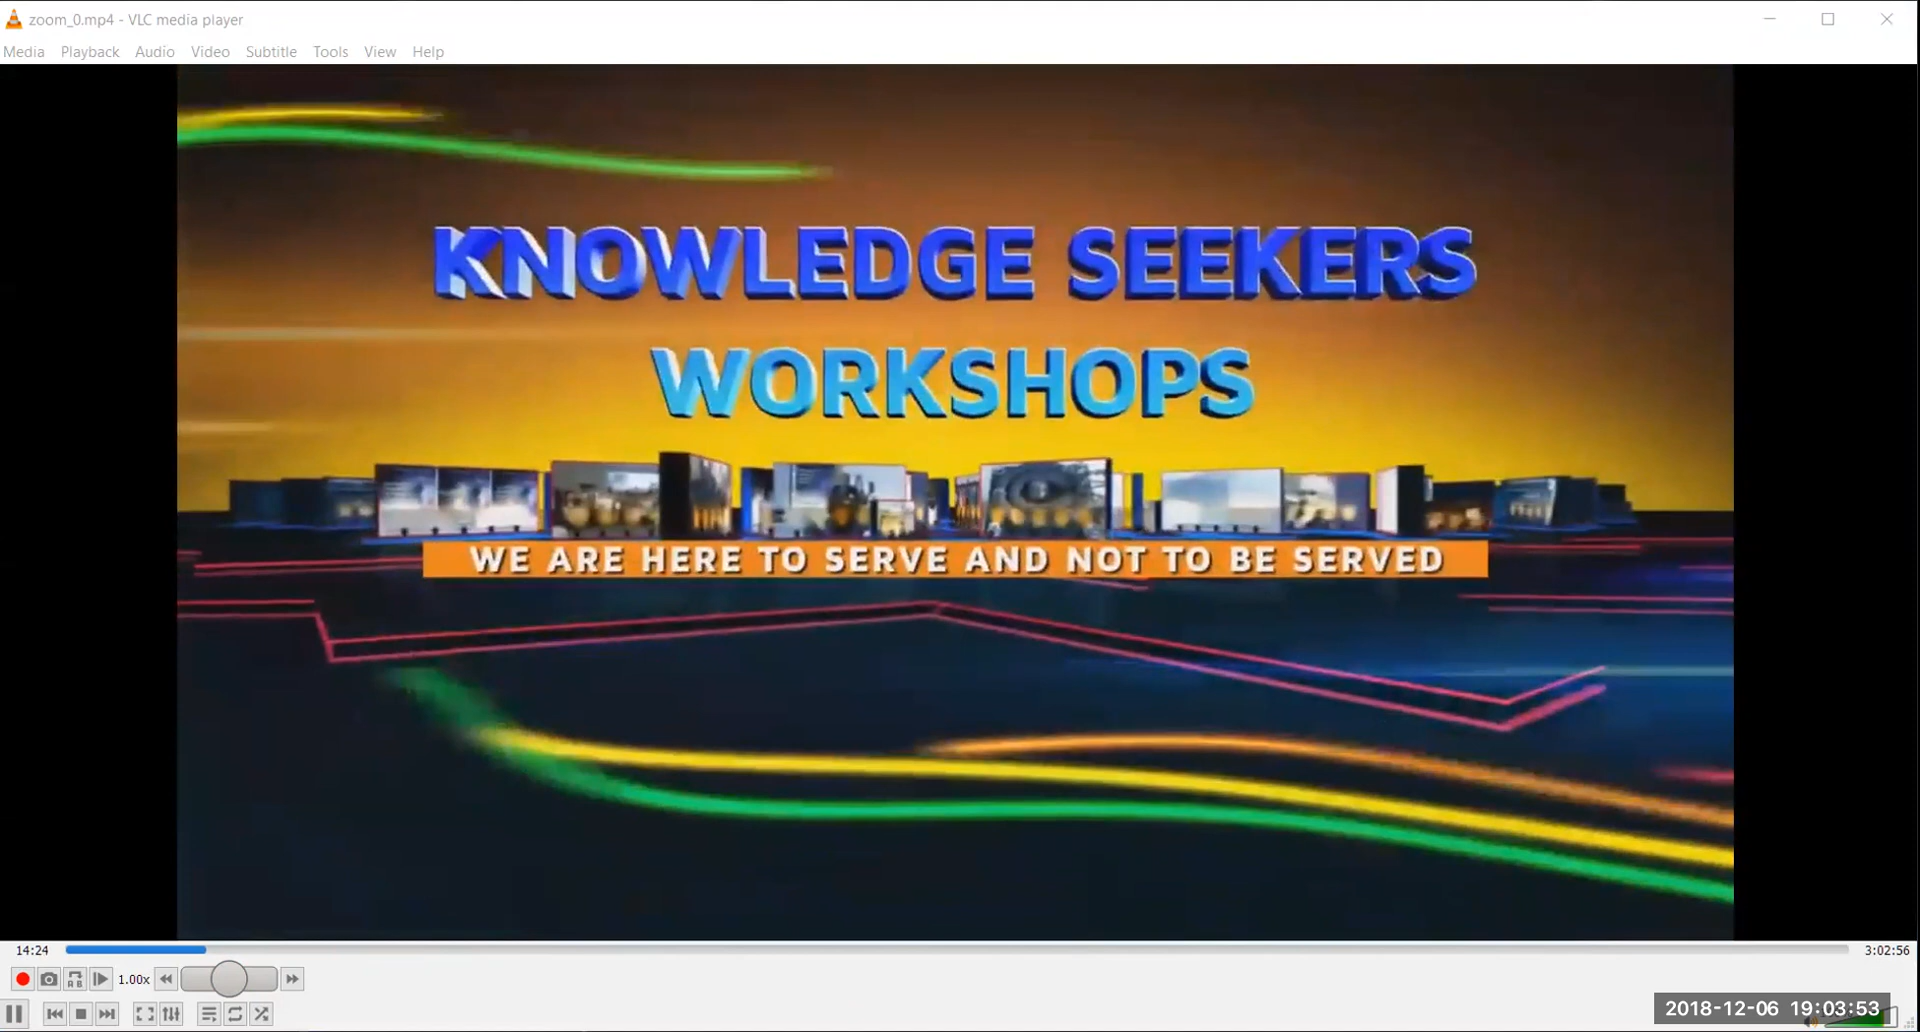 zoom_0.mp4 - VLC media player
Media Playback Audio Video Subtitle Tools View Help
KNOWLEDGE SEEKERS
WORKSHOPS
WE ARE HERE TO SERVE AND NOT TO BE SERVED
14:24 3:02:56
A B 1.00x
2018-12-06 19:03:53